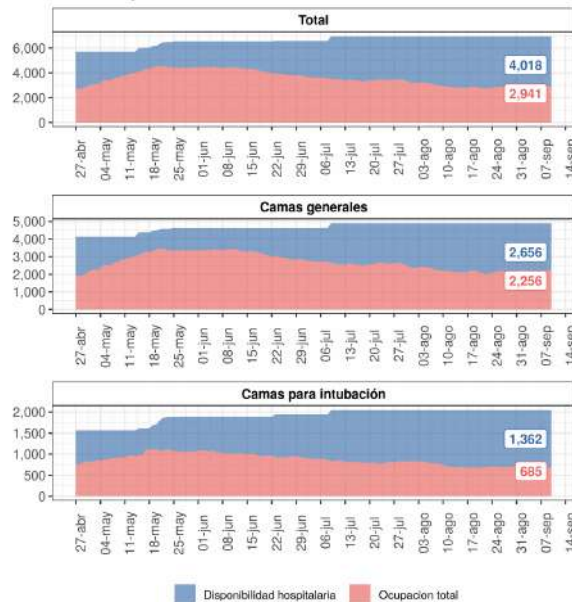 Total
6,000
4,000
2,000
0
4,018
2,941
27-abr
04-may
11-may
18-may
25-may
01-jun
08-jun
15-jun
22-jun
29-jun
06-jul
13-jul
20-jul
27-jul
03-ago
10-ago
17-ago
24-ago
31-ago
07-sep
14-sep
Camas generales
5,000
4,000
3,000
2,000
1,000
0
2,656
2,256
27-abr
04-may
11-may
18-may
25-may
01-jun
08-jun
15-jun
22-jun
29-jun
06-jul
13-jul
20-jul
27-jul
03-ago
10-ago
17-ago
24-ago
31-ago
07-sep
14-sep
Camas para intubación
2,000
1,500
1,000
500
0
1,362
685
27-abr
04-may
11-may
18-may
25-may
01-jun
08-jun
15-jun
22-jun
29-jun
06-jul
13-jul
20-jul
27-jul
03-ago
10-ago
17-ago
24-ago
31-ago
07-sep
14-sep
Disponibilidad hospitalaria Ocupacion total